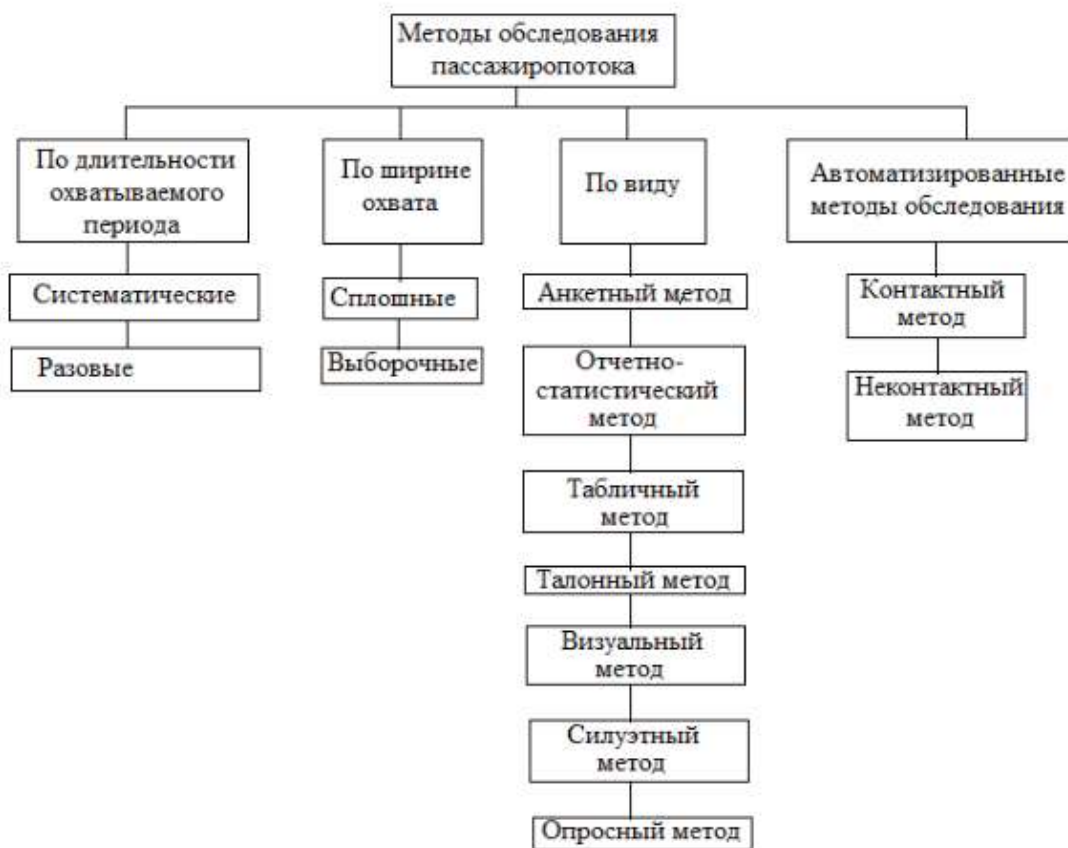 Методы обследования
пассажиропотока
По длительности
охватываемого
периода
Систематические
Разовые
По ширине
охвата
Сплошные
Выборочные
По виду
Анкетный метод
Отчетно-
статистический
метод
Табличный
метод
Талонный метод
Визуальный
метод
Силуэтный
метод
Опросный метод
Автоматизированные
методы обследования
Контактный
метод
Неконтактный
метод